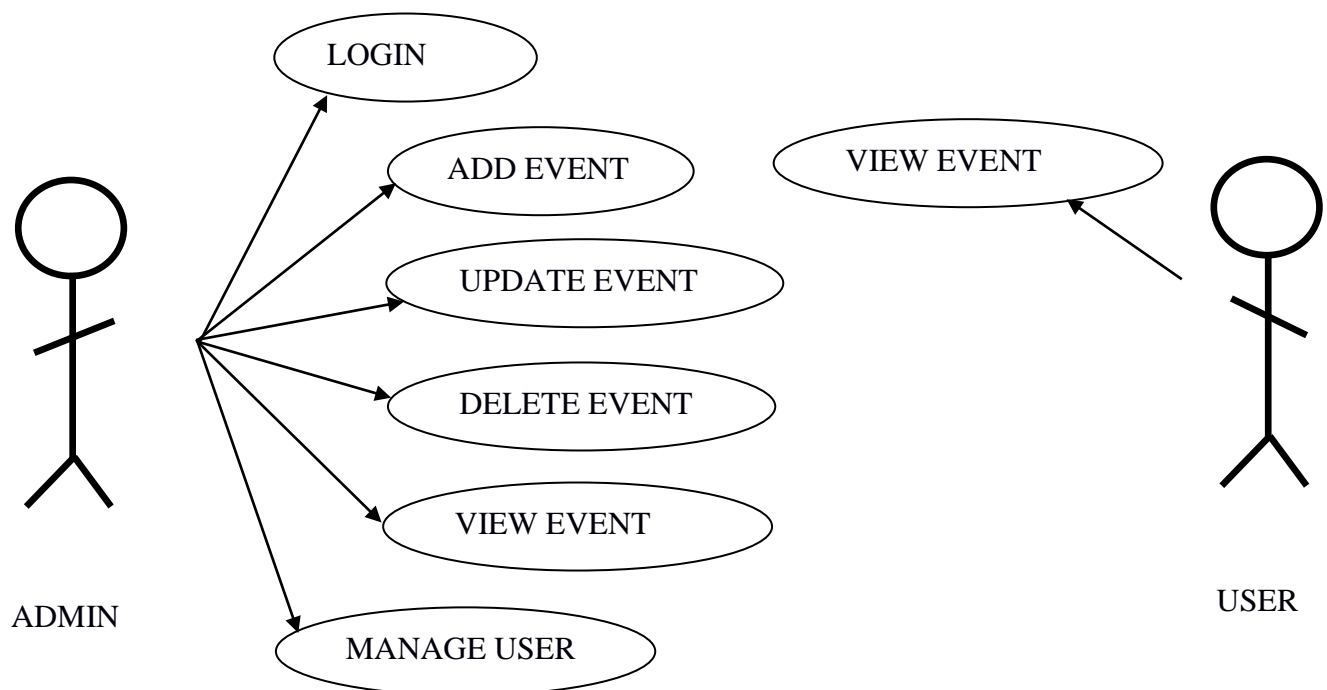 LOGIN
ADD EVENT
VIEW EVENT
UPDATE EVENT
DELETE EVENT
VIEW EVENT
USER
ADMIN
MANAGE USER